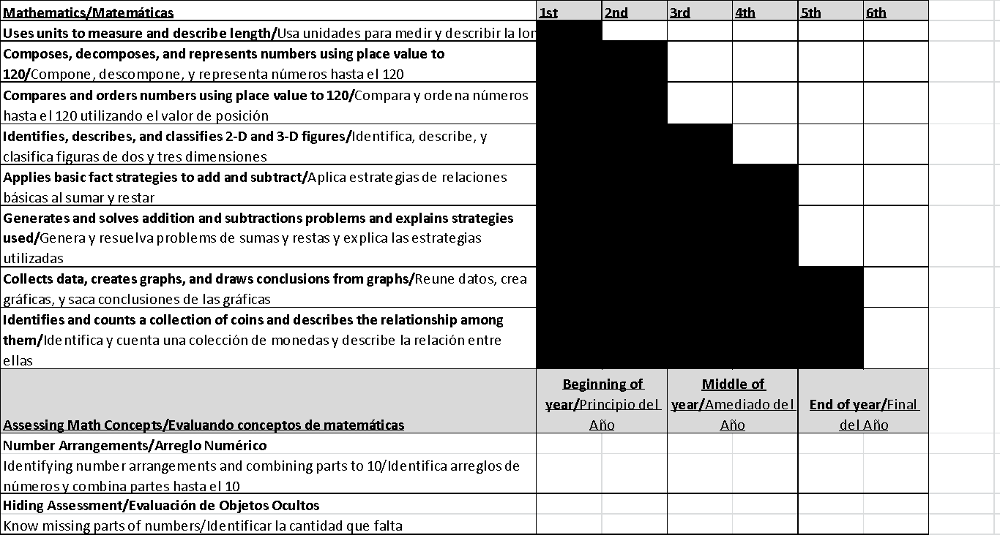 Mathematics/Matemáticas 1st 2nd 3rd 4th 5th 6th
Uses units to measure and describe length/Usa unidades para medir y describir la lon
Composes, decomposes, and represents numbers using place value to
120/Compone, descompone, y representa números hasta el 120
Compares and orders numbers using place value to 120/Compara y ordena números
hasta el 120 utilizando el valor de posición
Identifies, describes, and classifies 2-D and 3-D figures/Identifica, describe, y
clasifica figuras de dos y tres dimensiones
Applies basic fact strategies to add and subtract/Aplica estrategias de relaciones
básicas al sumar y restar
Generates and solves addition and subtractions problems and explains strategies
used/Genera y resuelva problems de sumas y restas y explica las estrategias
utilizadas
Collects data, creates graphs, and draws conclusions from graphs/Reune datos, crea
gráficas, y saca conclusiones de las gráficas
Identifies and counts a collection of coins and describes the relationship among
them/Identifica y cuenta una colección de monedas y describe la relación entre
ellas
Assessing Math Concepts/Evaluando conceptos de matemáticas
Beginning of
year/Principio del
Año
Middle of
year/Amediado del
Año
End of year/Final
del Año
Number Arrangements/Arreglo Numérico
Identifying number arrangements and combining parts to 10/Identifica arreglos de
números y combina partes hasta el 10
Hiding Assessment/Evaluación de Objetos Ocultos
Know missing parts of numbers/Identificar la cantidad que falta